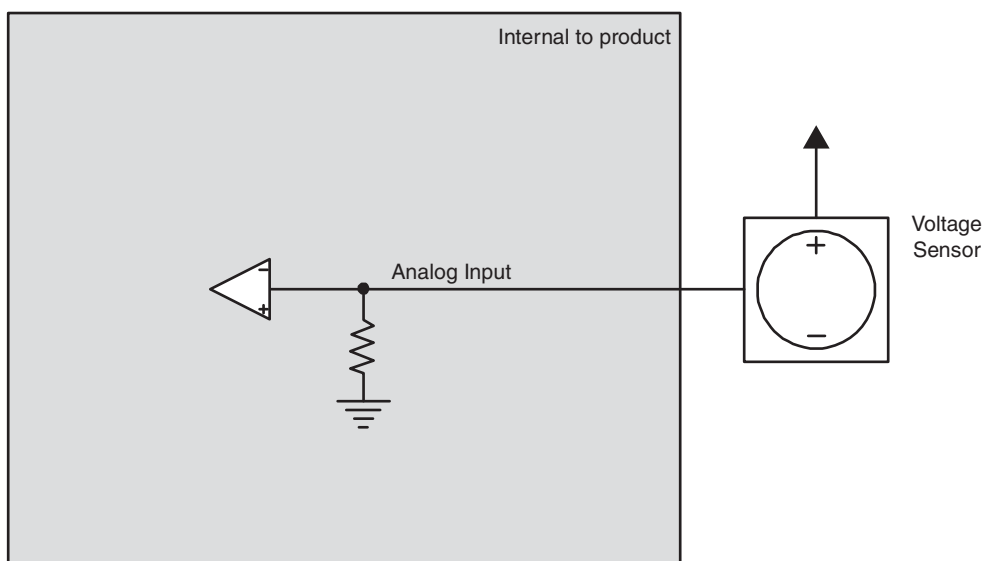 Internal to product
Voltage
Sensor
+
Analog Input
−
+
−